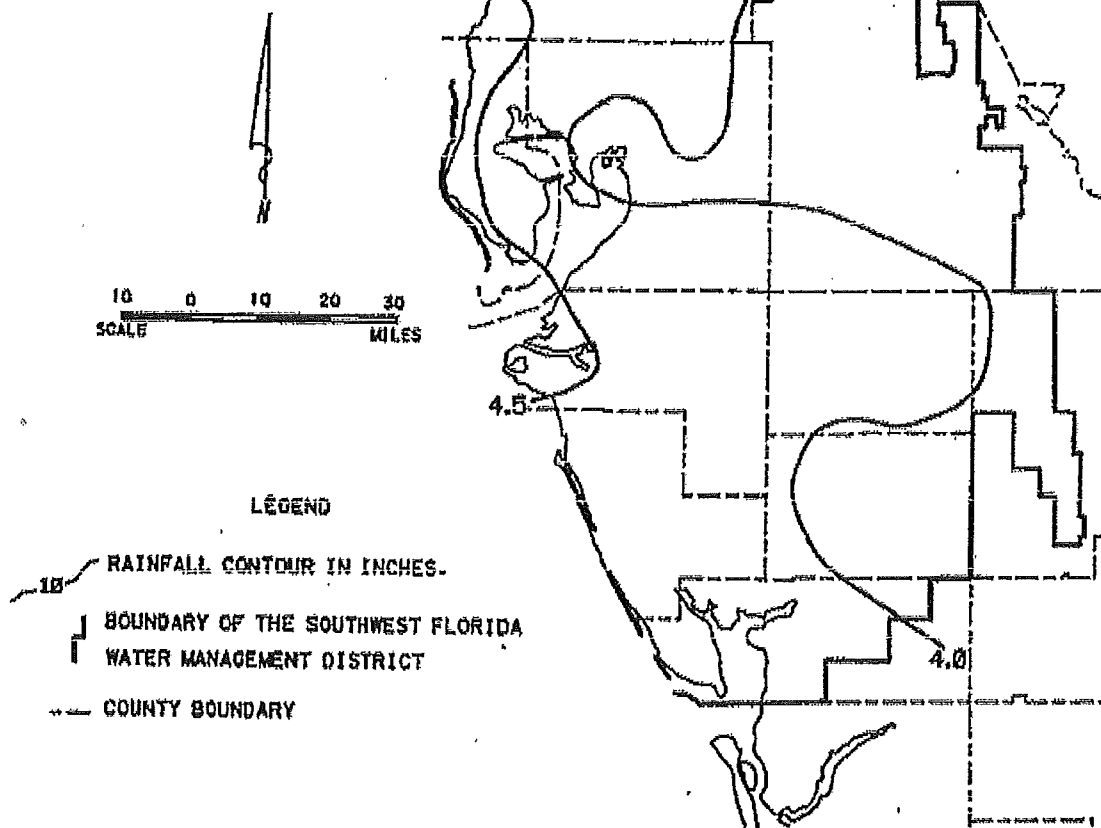 N
10 0 10 20 30
SCALE MILES
4.5
LEGEND
10 RAINFALL CONTOUR IN INCHES.
BOUNDARY OF THE SOUTHWEST FLORIDA
WATER MANAGEMENT DISTRICT
COUNTY BOUNDARY
4.0